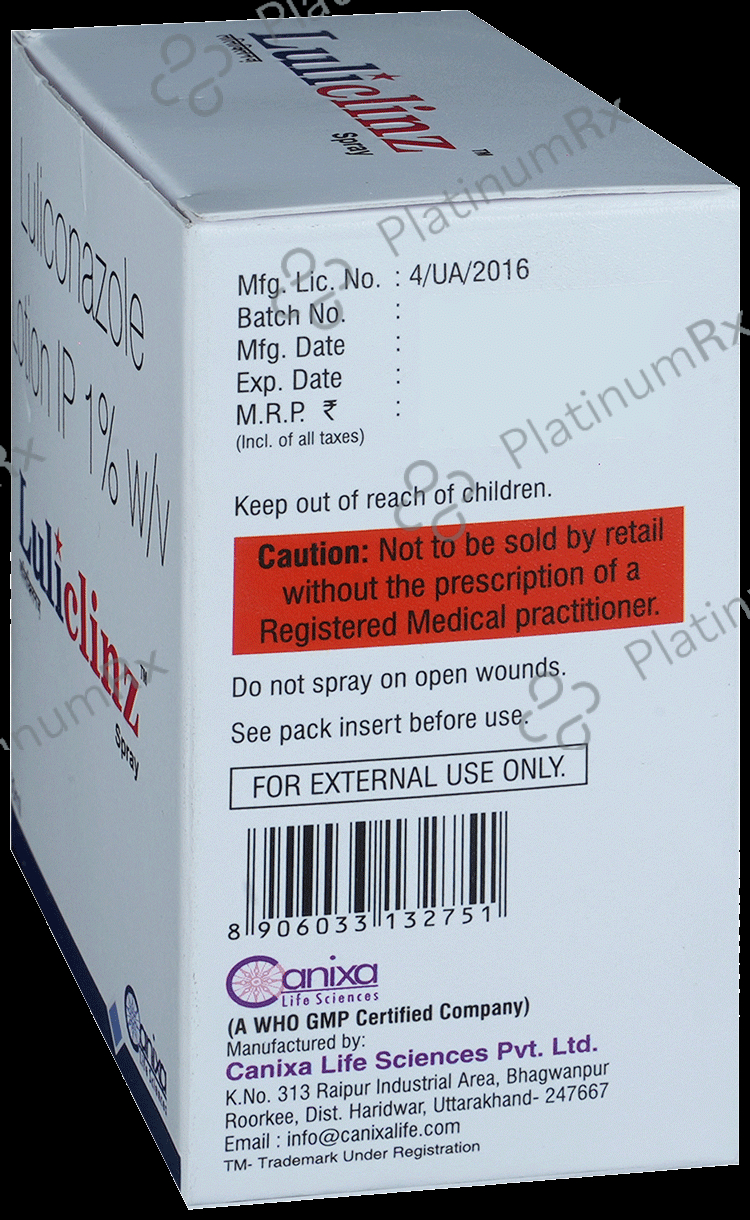 Luliclinz™
लुलीक्लिंज़
Spray
Luliconazole
Lotion IP 1% w/v
Luliclinz™
Spray
Canixa
Life Sciences
Mfg. Lic. No. : 4/UA/2016
Batch No. :
Mfg. Date :
Exp. Date :
M.R.P. ₹ :
(Incl. of all taxes)
Keep out of reach of children.
Caution: Not to be sold by retail
without the prescription of a
Registered Medical practitioner.
Do not spray on open wounds.
See pack insert before use.
FOR EXTERNAL USE ONLY.
8 906033 132751
Canixa
Life Sciences
(A WHO GMP Certified Company)
Manufactured by:
Canixa Life Sciences Pvt. Ltd.
K.No. 313 Raipur Industrial Area, Bhagwanpur
Roorkee, Dist. Haridwar, Uttarakhand- 247667
Email : info@canixalife.com
TM- Trademark Under Registration
PlatinumRx
PlatinumRx
PlatinumRx